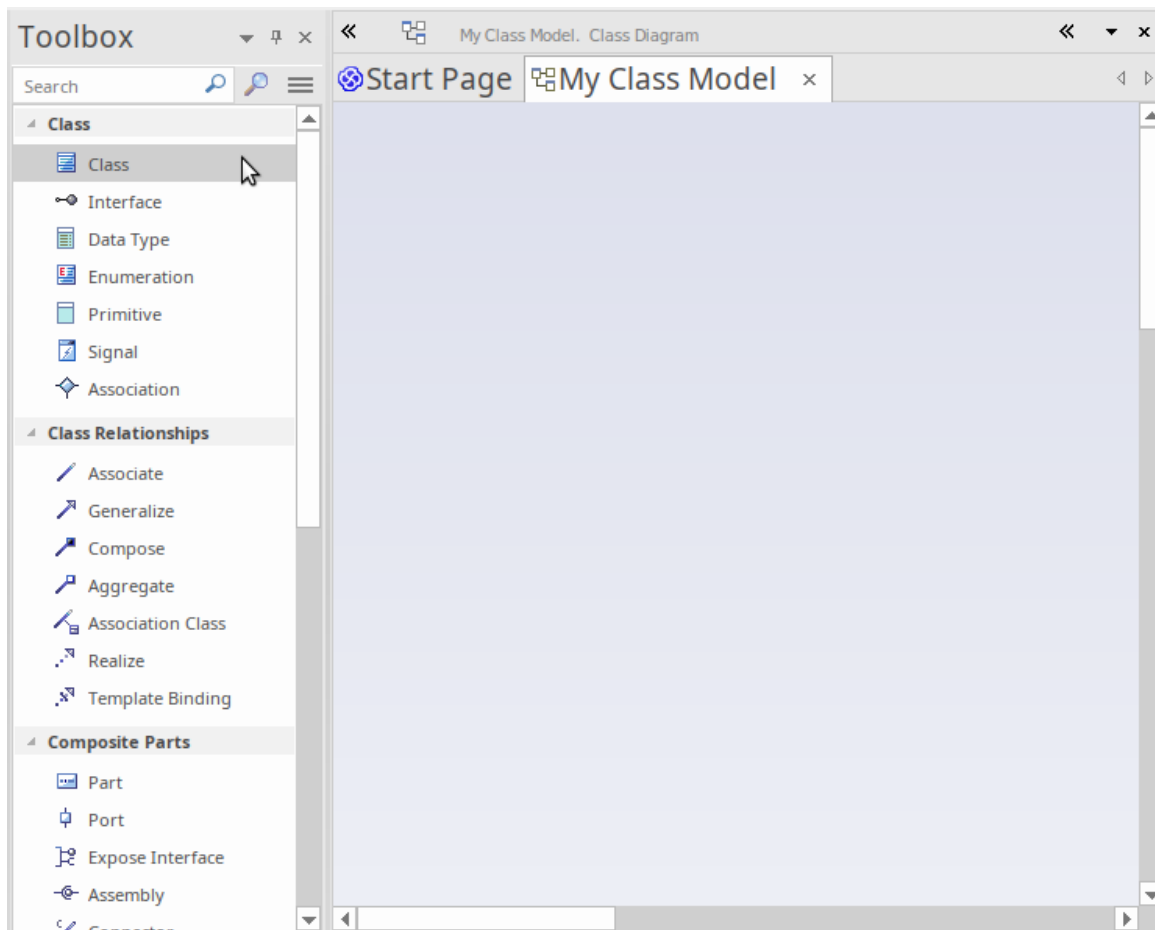 Toolbox
Search
Class
Class
Interface
Data Type
Enumeration
Primitive
Signal
Association
Class Relationships
Associate
Generalize
Compose
Aggregate
Association Class
Realize
Template Binding
Composite Parts
Part
Port
Expose Interface
Assembly
My Class Model. Class Diagram
Start Page My Class Model